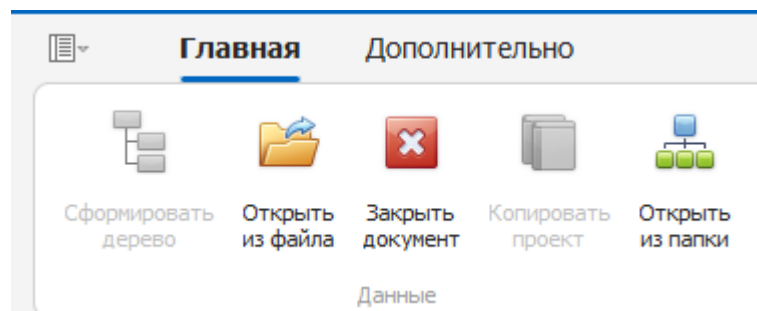 Главная Дополнительно
Сформировать Открыть Закрыть Копировать Открыть
дерево из файла документ проект из папки
Данные